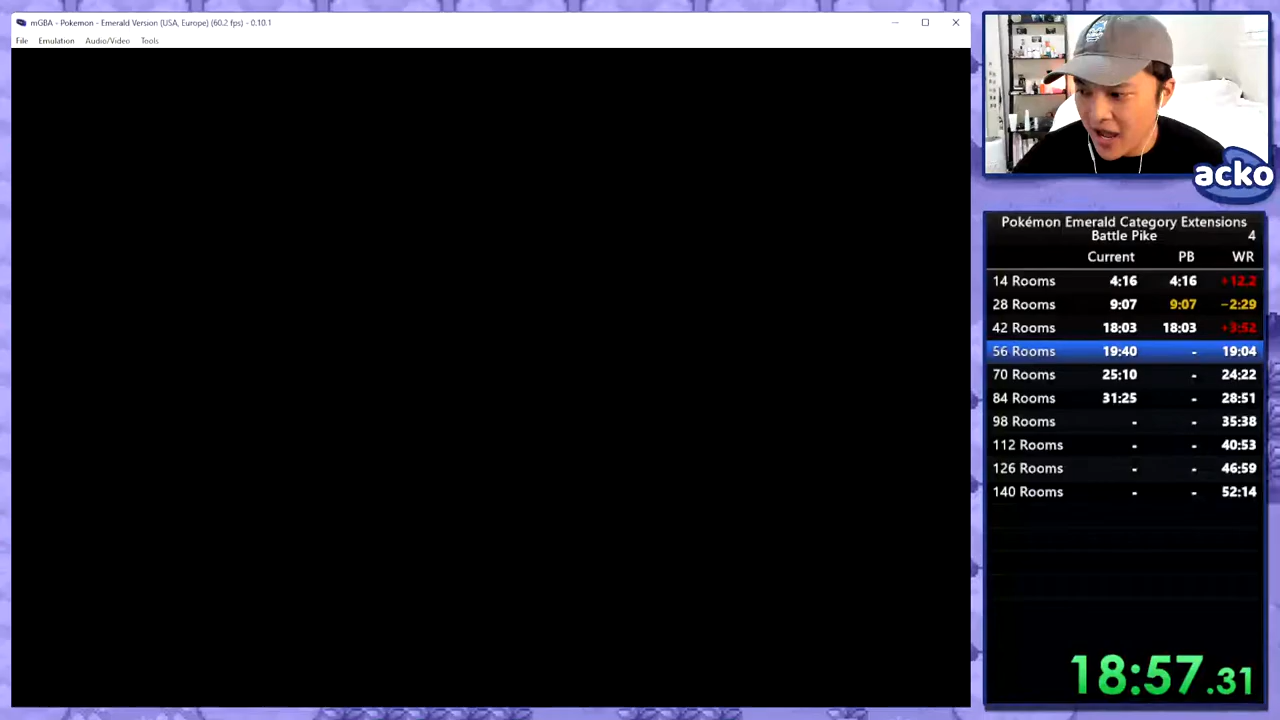 mGBA - Pokemon - Emerald Version (USA, Europe) (60.2 fps) - 0.10.1
File Emulation Audio/Video Tools
acko
Pokémon Emerald Category Extensions
Battle Pike 4
Current PB WR
14 Rooms 4:16 4:16 +12.2
28 Rooms 9:07 9:07 −2:29
42 Rooms 18:03 18:03 +3:52
56 Rooms 19:40 - 19:04
70 Rooms 25:10 - 24:22
84 Rooms 31:25 - 28:51
98 Rooms - - 35:38
112 Rooms - - 40:53
126 Rooms - - 46:59
140 Rooms - - 52:14
18:57.31